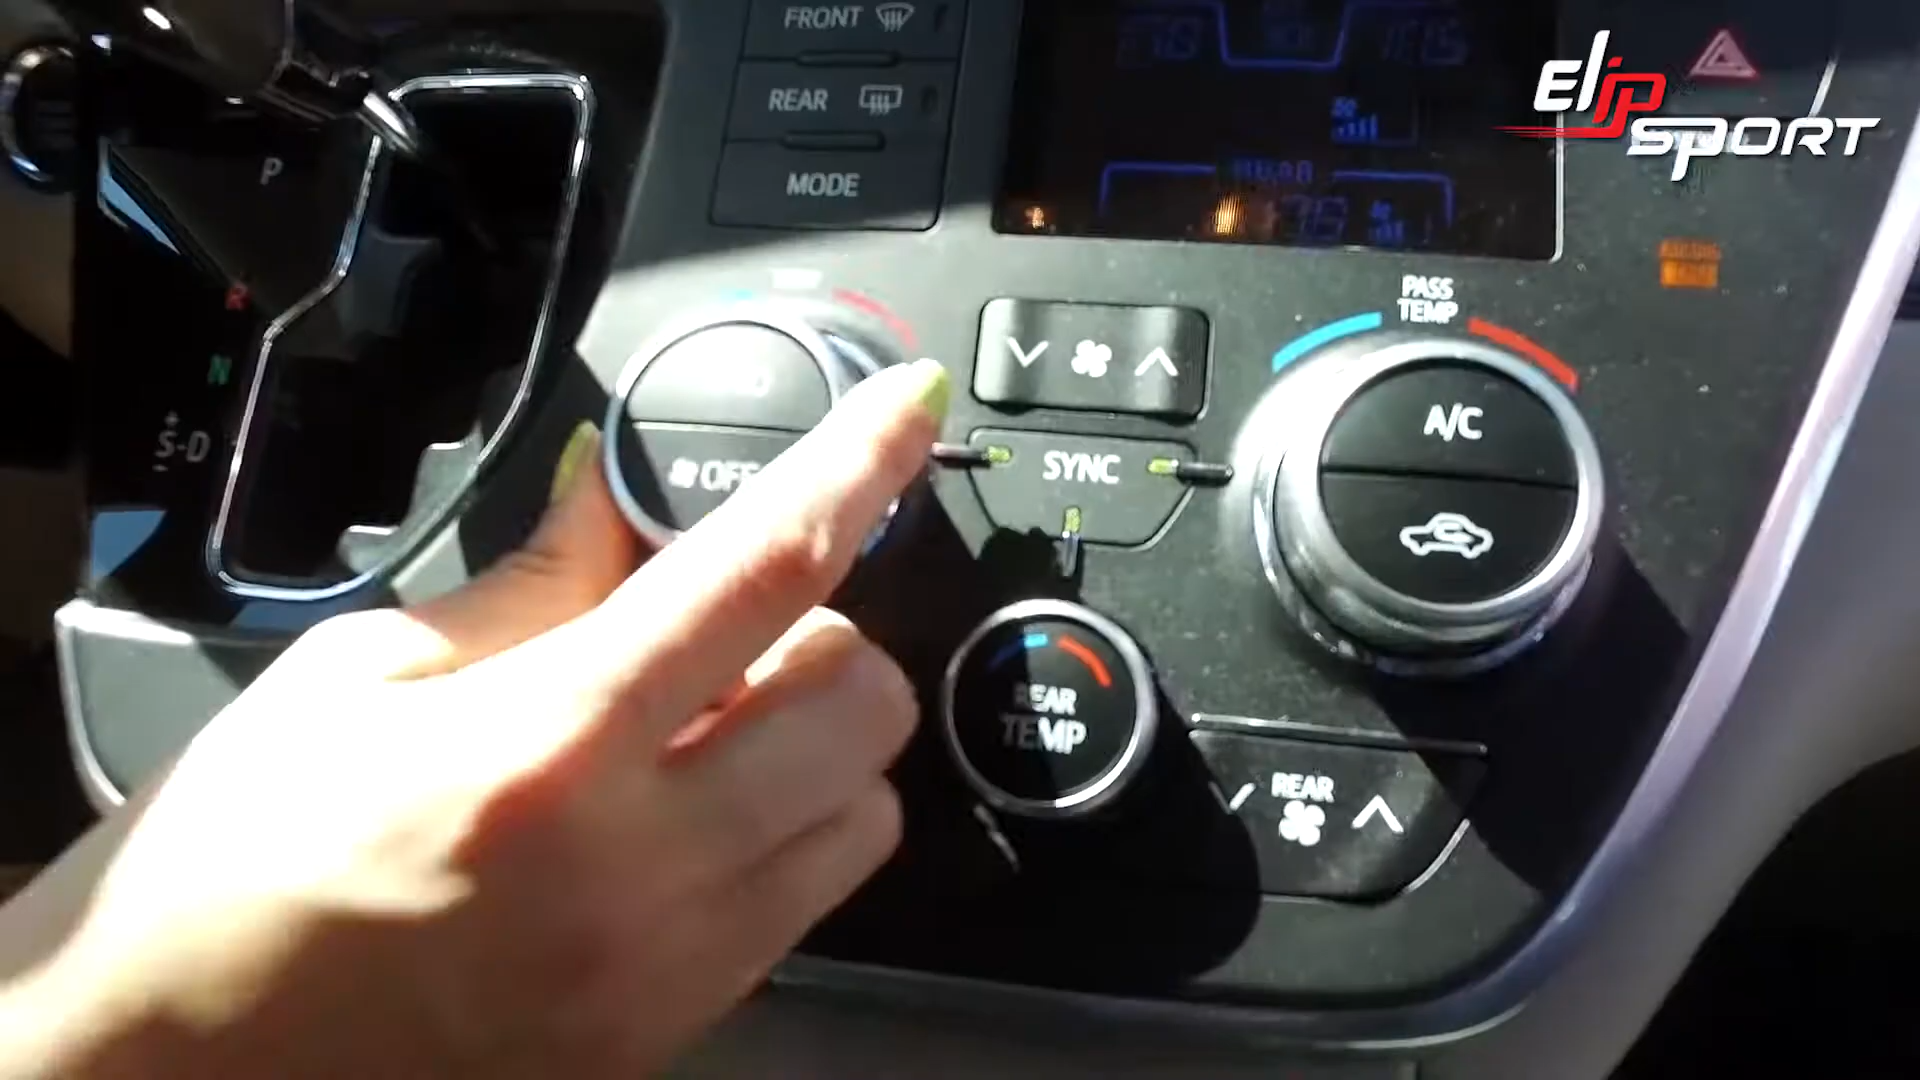 FRONT
REAR
MODE
Elip
SPORT
P
R
N
S-D
+
-
PASS
TEMP
A/C
OFF
SYNC
REAR
TEMP
REAR